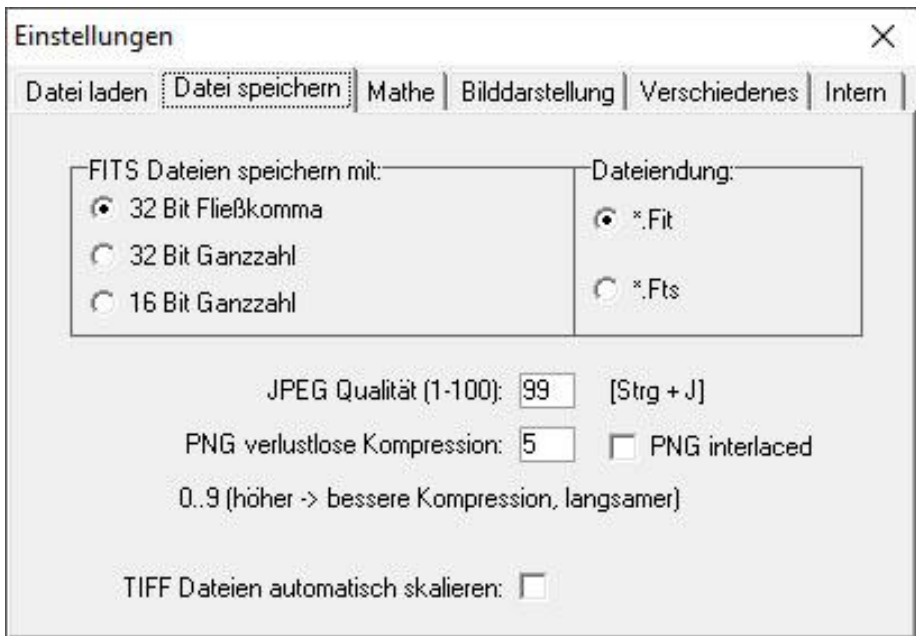 Einstellungen
Datei laden Datei speichern Mathe Bilddarstellung Verschiedenes Intern
FITS Dateien speichern mit: Dateiendung:
32 Bit Fließkomma *.Fit
32 Bit Ganzzahl
16 Bit Ganzzahl *.Fts
JPEG Qualität (1-100): 99 [Strg + J]
PNG verlustlose Kompression: 5 PNG interlaced
0..9 (höher -> bessere Kompression, langsamer)
TIFF Dateien automatisch skalieren: